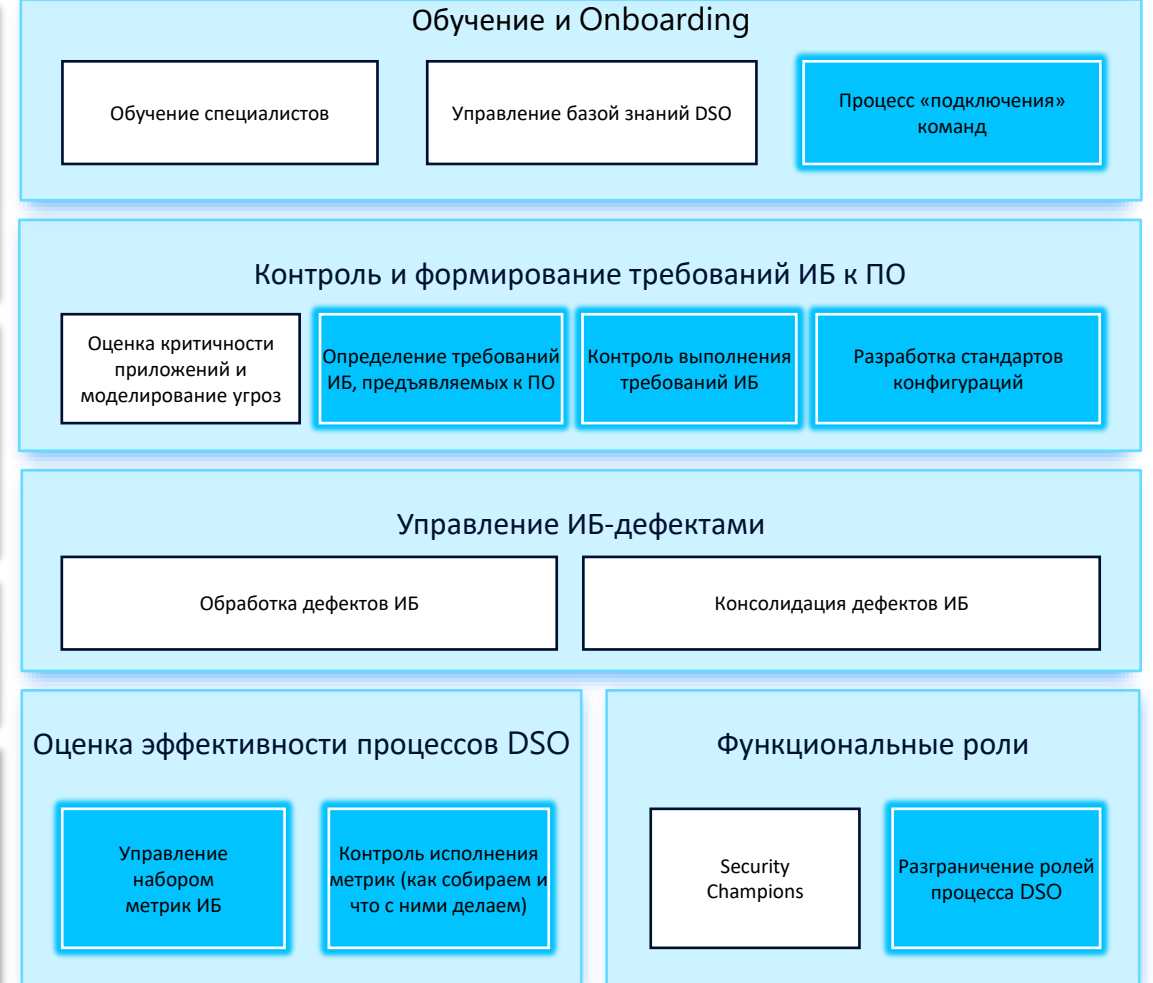 Обучение и Onboarding
Обучение специалистов
Управление базой знаний DSO
Процесс «подключения»
команд
Контроль и формирование требований ИБ к ПО
Оценка критичности
приложений и
моделирование угроз
Определение требований
ИБ, предъявляемых к ПО
Контроль выполнения
требований ИБ
Разработка стандартов
конфигураций
Управление ИБ-дефектами
Обработка дефектов ИБ
Консолидация дефектов ИБ
Оценка эффективности процессов DSO
Управление
набором
метрик ИБ
Контроль исполнения
метрик (как собираем и
что с ними делаем)
Функциональные роли
Security
Champions
Разграничение ролей
процесса DSO